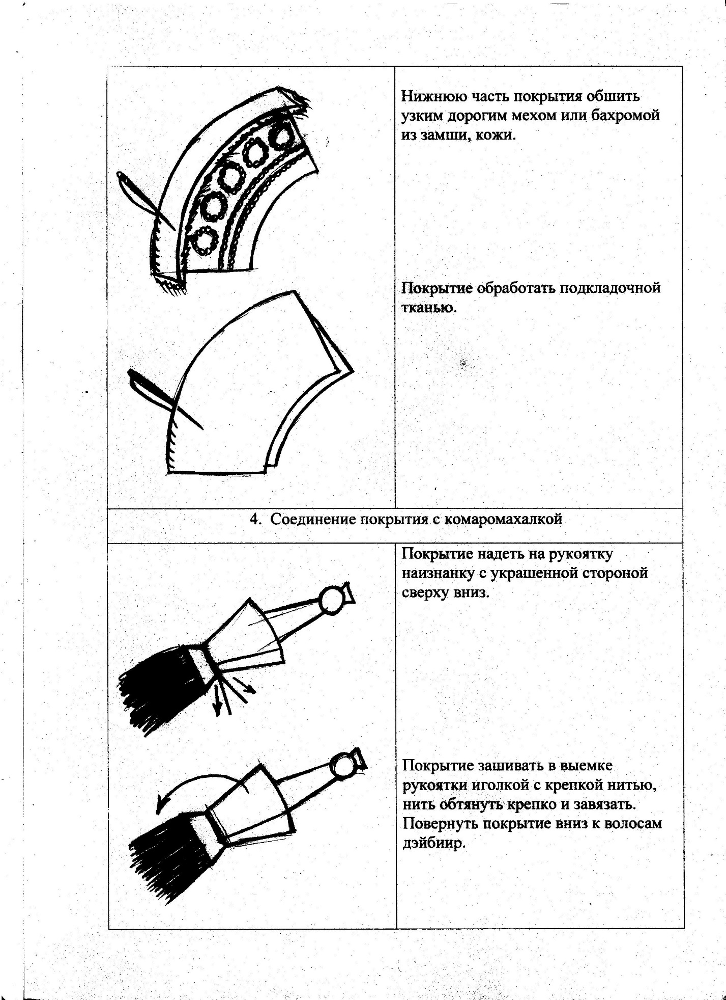 Нижнюю часть покрытия обшить
узким дорогим мехом или бахромой
из замши, кожи.
Покрытие обработать подкладочной
тканью.
4. Соединение покрытия с комаромахалкой
Покрытие надеть на рукоятку
наизнанку с украшенной стороной
сверху вниз.
Покрытие зашивать в выемке
рукоятки иголкой с крепкой нитью,
нить обтянуть крепко и завязать.
Повернуть покрытие вниз к волосам
дэйбиир.